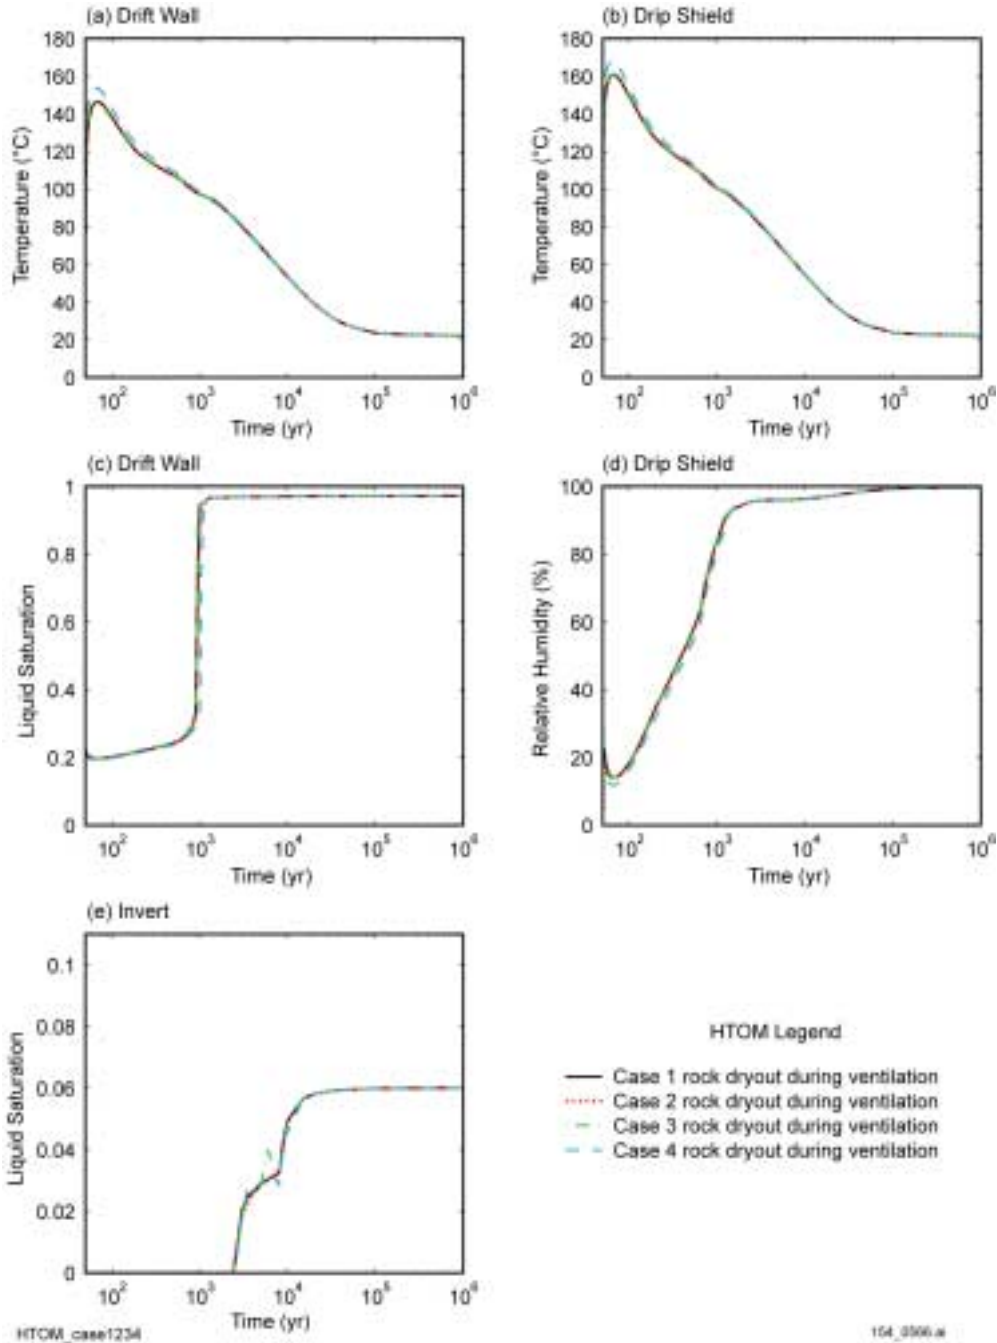 (a) Drift Wall
180
160
140
120
100
80
60
40
20
0
Temperature (°C)
10² 10³ 10⁴ 10⁵ 10⁶
Time (yr)
(b) Drip Shield
180
160
140
120
100
80
60
40
20
0
Temperature (°C)
10² 10³ 10⁴ 10⁵ 10⁶
Time (yr)
(c) Drift Wall
1
0.8
0.6
0.4
0.2
0
Liquid Saturation
10² 10³ 10⁴ 10⁵ 10⁶
Time (yr)
(d) Drip Shield
100
80
60
40
20
0
Relative Humidity (%)
10² 10³ 10⁴ 10⁵ 10⁶
Time (yr)
(e) Invert
0.1
0.08
0.06
0.04
0.02
0
Liquid Saturation
10² 10³ 10⁴ 10⁵ 10⁶
Time (yr)
HTOM Legend
Case 1 rock dryout during ventilation
Case 2 rock dryout during ventilation
Case 3 rock dryout during ventilation
Case 4 rock dryout during ventilation
HTOM_case1234